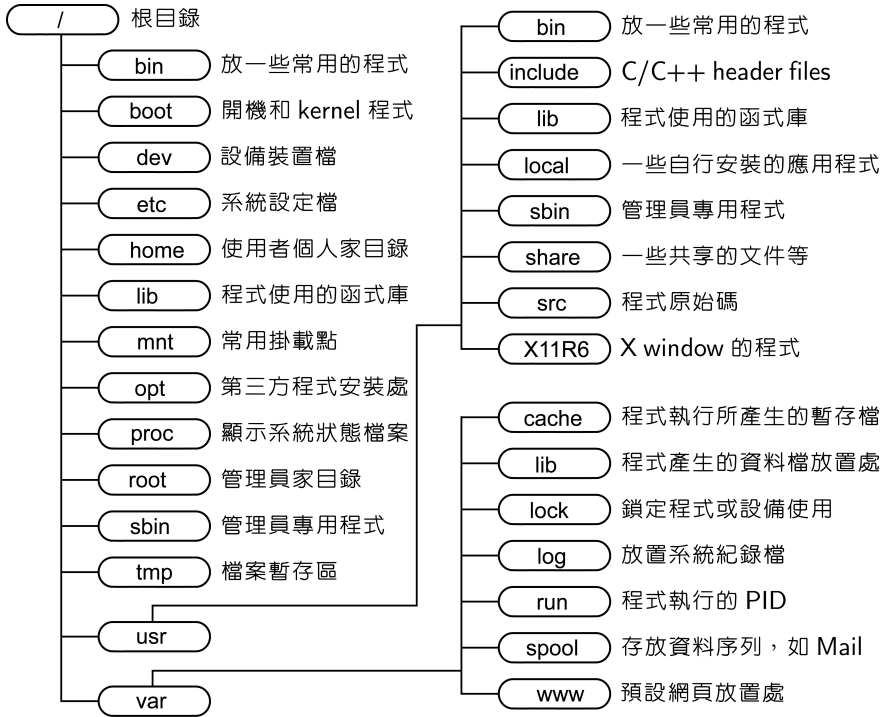 / 根目錄
bin 放一些常用的程式
boot 開機和 kernel 程式
dev 設備裝置檔
etc 系統設定檔
home 使用者個人家目錄
lib 程式使用的函式庫
mnt 常用掛載點
opt 第三方程式安裝處
proc 顯示系統狀態檔案
root 管理員家目錄
sbin 管理員專用程式
tmp 檔案暫存區
usr
var
bin 放一些常用的程式
include C/C++ header files
lib 程式使用的函式庫
local 一些自行安裝的應用程式
sbin 管理員專用程式
share 一些共享的文件等
src 程式原始碼
X11R6 X window 的程式
cache 程式執行所產生的暫存檔
lib 程式產生的資料檔放置處
lock 鎖定程式或設備使用
log 放置系統紀錄檔
run 程式執行的 PID
spool 存放資料序列，如 Mail
www 預設網頁放置處